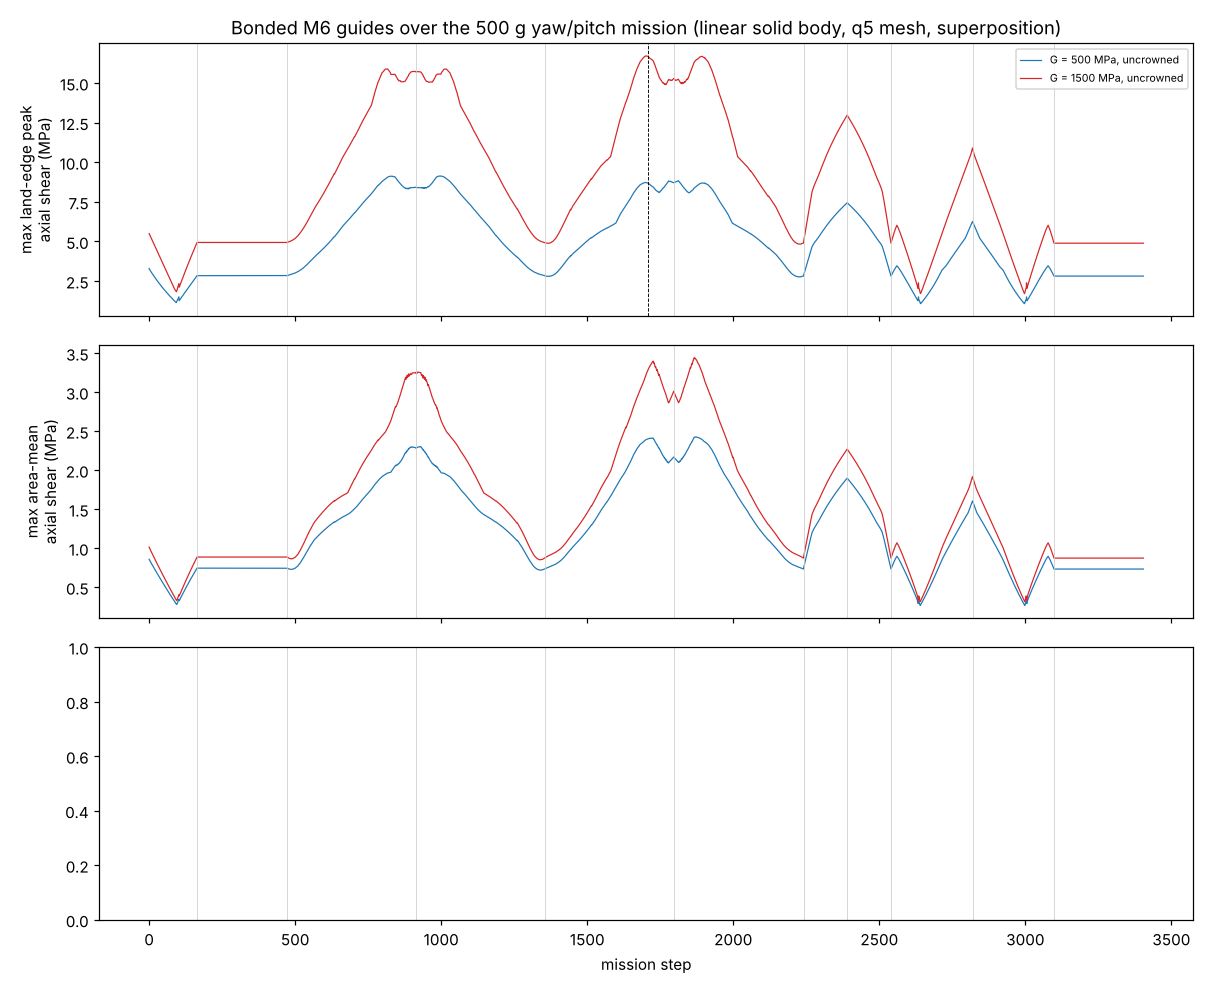 Bonded M6 guides over the 500 g yaw/pitch mission (linear solid body, q5 mesh, superposition)
max land-edge peak
axial shear (MPa)
15.0
12.5
10.0
7.5
5.0
2.5
G = 500 MPa, uncrowned
G = 1500 MPa, uncrowned
max area-mean
axial shear (MPa)
3.5
3.0
2.5
2.0
1.5
1.0
0.5
1.0
0.8
0.6
0.4
0.2
0.0
0 500 1000 1500 2000 2500 3000 3500
mission step